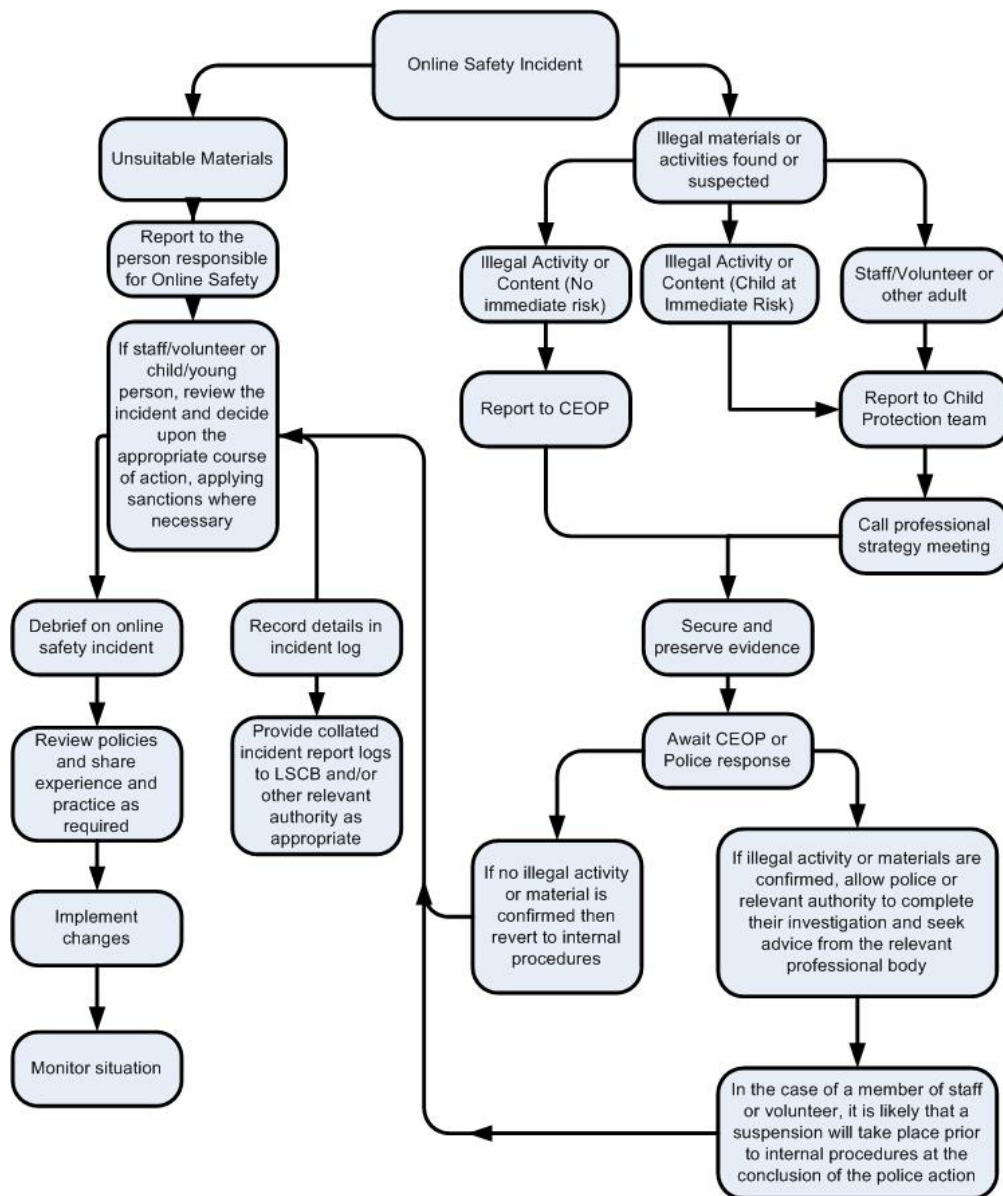 Online Safety Incident
Unsuitable Materials
Report to the
person responsible
for Online Safety
If staff/volunteer or
child/young
person, review the
incident and decide
upon the
appropriate course
of action, applying
sanctions where
necessary
Debrief on online
safety incident
Review policies
and share
experience and
practice as
required
Implement
changes
Monitor situation
Record details in
incident log
Provide collated
incident report logs
to LSCB and/or
other relevant
authority as
appropriate
Illegal materials or
activities found or
suspected
Illegal Activity or
Content (No
immediate risk)
Illegal Activity or
Content (Child at
Immediate Risk)
Staff/Volunteer or
other adult
Report to CEOP
Report to Child
Protection team
Call professional
strategy meeting
Secure and
preserve evidence
Await CEOP or
Police response
If no illegal activity
or material is
confirmed then
revert to internal
procedures
If illegal activity or materials are
confirmed, allow police or
relevant authority to complete
their investigation and seek
advice from the relevant
professional body
In the case of a member of staff
or volunteer, it is likely that a
suspension will take place prior
to internal procedures at the
conclusion of the police action